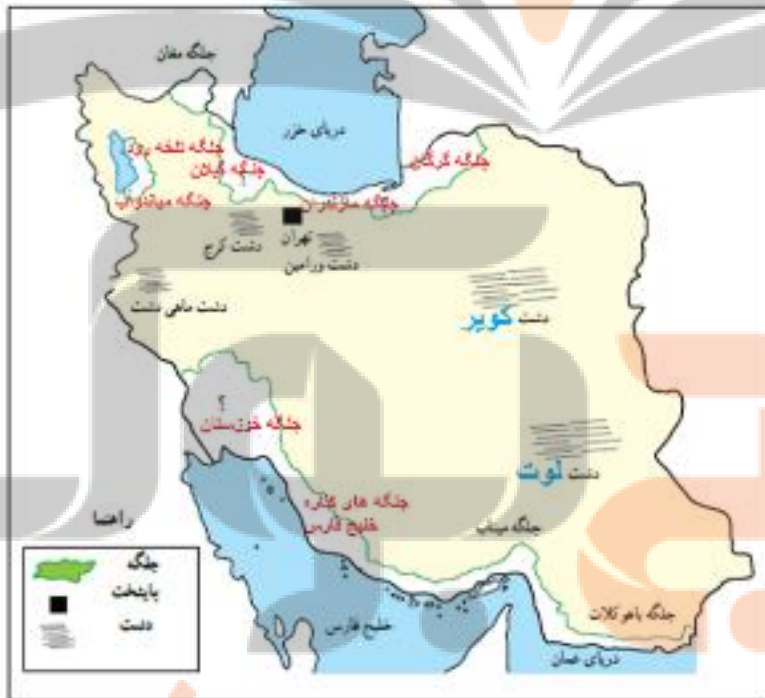 جلگه مغان
دریای خزر
جلگه تلخه رود
جلگه گیلان
جلگه گرگان
جلگه میاندوآب
جلگه مازندران
تهران
دشت کرج
دشت ورامین
دشت ماهی دشت
دشت کویر
؟
جلگه خوزستان
دشت لوت
جلگه های کناره
خلیج فارس
جلگه میناب
راهنما
جلگه
پایتخت
دشت
خلیج فارس
جلگه باهوکلات
دریای عمان